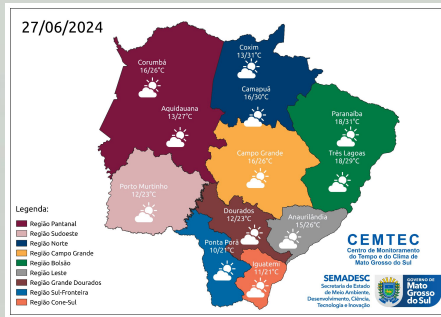 27/06/2024
Corumbá
16/26°C
Aquidauana
13/27°C
Coxim
13/31°C
Camapuã
16/30°C
Paranaíba
18/31°C
Três Lagoas
18/29°C
Campo Grande
16/26°C
Porto Murtinho
12/23°C
Dourados
12/23°C
Anaurilândia
15/26°C
Ponta Porã
10/21°C
Iguatemi
11/21°C
Legenda:
Região Pantanal
Região Sudoeste
Região Norte
Região Campo Grande
Região Bolsão
Região Leste
Região Grande Dourados
Região Sul-Fronteira
Região Cone-Sul
CEMTEC
Centro de Monitoramento
do Tempo e do Clima de
Mato Grosso do Sul
SEMADESC
Secretaria de Estado
de Meio Ambiente,
Desenvolvimento, Ciência,
Tecnologia e Inovação
GOVERNO DE
Mato
Grosso
do Sul